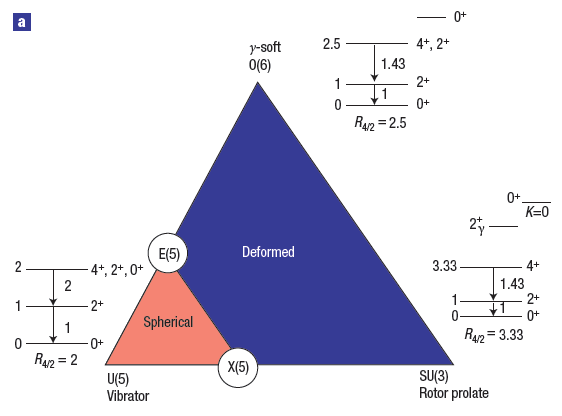 a
γ-soft
O(6)
0+
2.5 4+, 2+
1.43
1 2+
1
0 0+
R4/2 = 2.5
E(5)
Deformed
Spherical
X(5)
2 4+, 2+, 0+
2
1 2+
1
0 0+
R4/2 = 2
U(5)
Vibrator
0+
K=0
2+γ
3.33 4+
1.43
1 2+
1
0 0+
R4/2 = 3.33
SU(3)
Rotor prolate